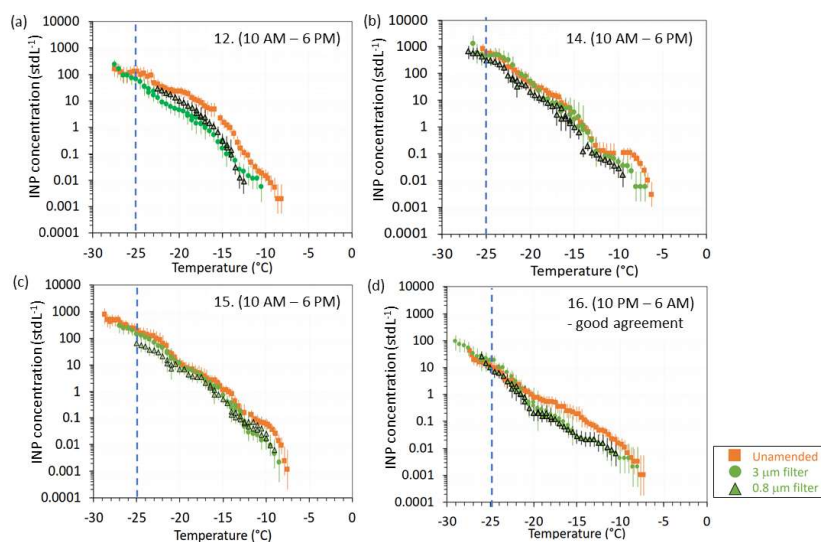 (a)
12. (10 AM – 6 PM)
INP concentration (stdL-1)
10000
1000
100
10
1
0.1
0.01
0.001
0.0001
-30 -25 -20 -15 -10 -5 0
Temperature (°C)
(b)
14. (10 AM – 6 PM)
INP concentration (stdL-1)
10000
1000
100
10
1
0.1
0.01
0.001
0.0001
-30 -25 -20 -15 -10 -5 0
Temperature (°C)
(c)
15. (10 AM – 6 PM)
INP concentration (stdL-1)
10000
1000
100
10
1
0.1
0.01
0.001
0.0001
-30 -25 -20 -15 -10 -5 0
Temperature (°C)
(d)
16. (10 PM – 6 AM)
- good agreement
INP concentration (stdL-1)
10000
1000
100
10
1
0.1
0.01
0.001
0.0001
-30 -25 -20 -15 -10 -5 0
Temperature (°C)
Unamended
3 µm filter
0.8 µm filter